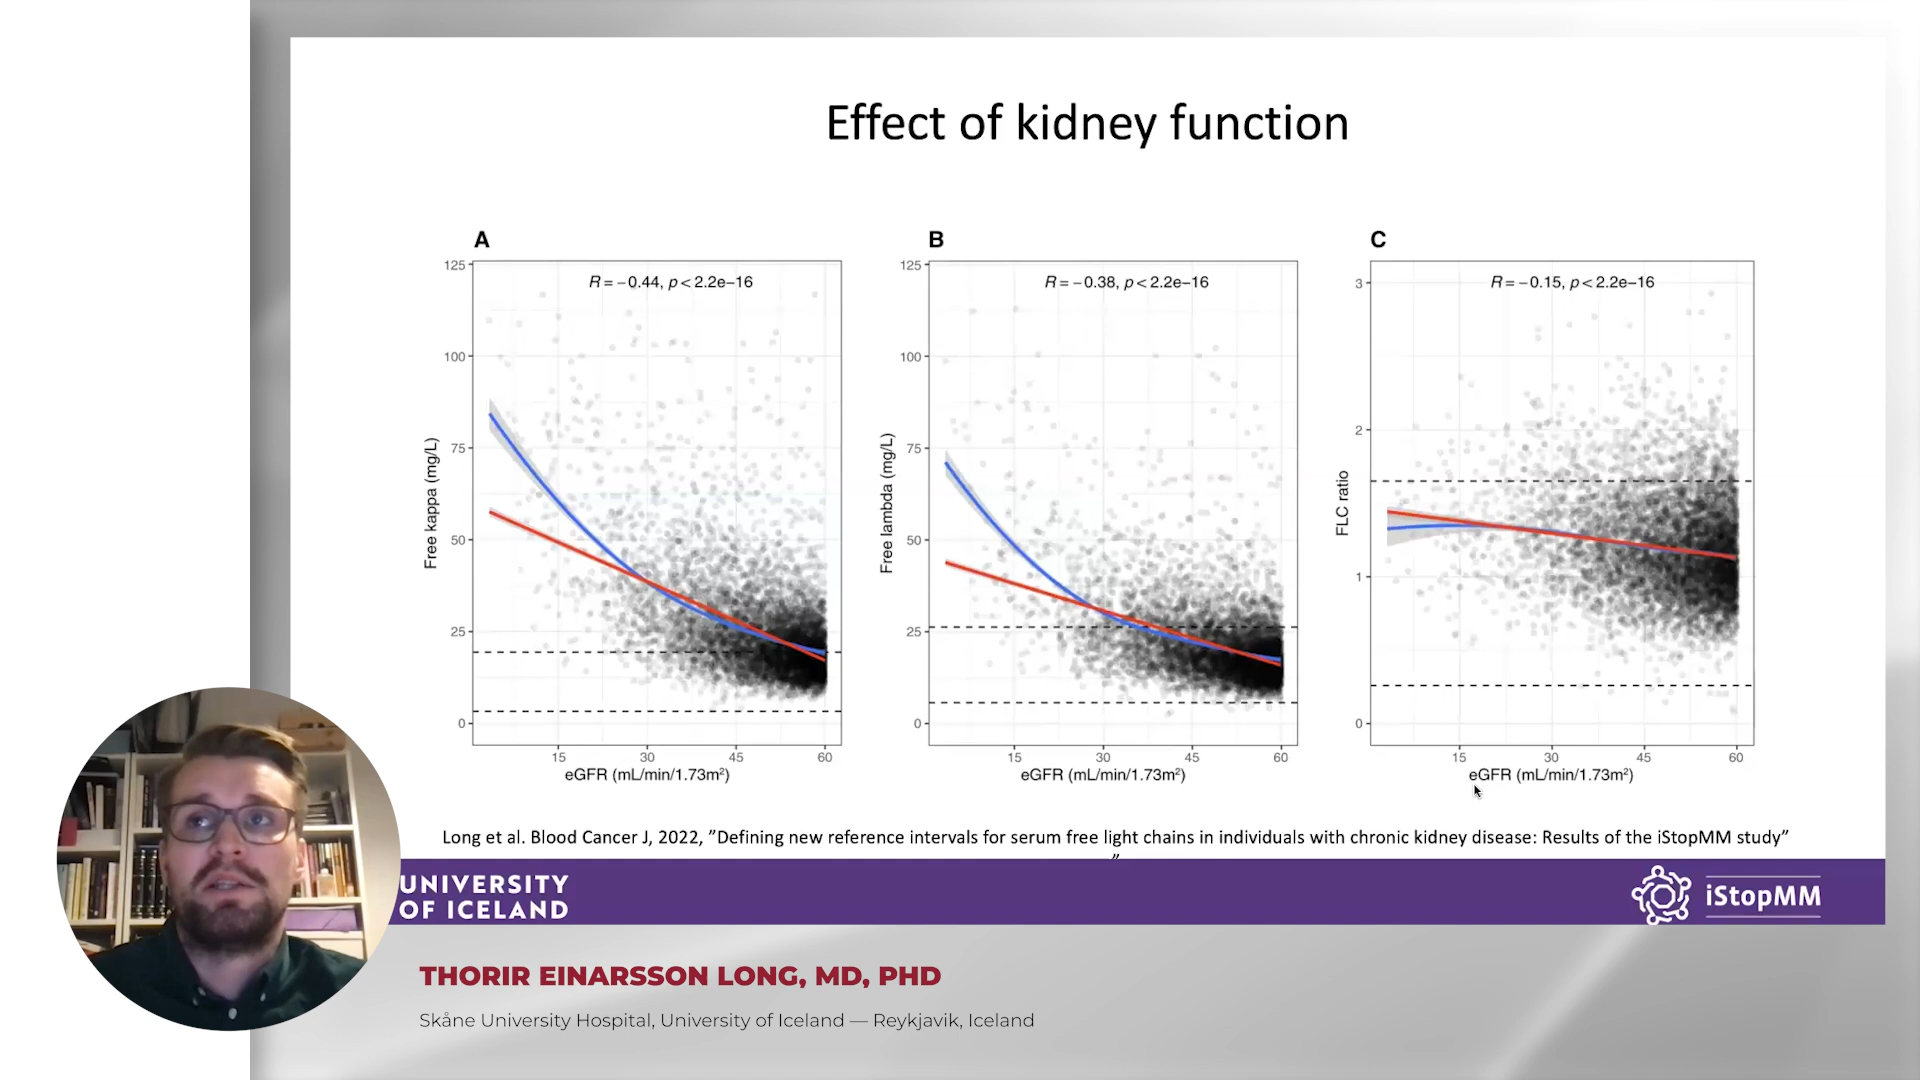 Effect of kidney function
A
R = −0.44, p < 2.2e−16
125
100
75
50
25
0
Free kappa (mg/L)
15 30 45 60
eGFR (mL/min/1.73m²)
B
R = −0.38, p < 2.2e−16
125
100
75
50
25
0
Free lambda (mg/L)
15 30 45 60
eGFR (mL/min/1.73m²)
C
R = −0.15, p < 2.2e−16
3
2
1
0
FLC ratio
15 30 45 60
eGFR (mL/min/1.73m²)
Long et al. Blood Cancer J, 2022, ”Defining new reference intervals for serum free light chains in individuals with chronic kidney disease: Results of the iStopMM study”
”
UNIVERSITY
OF ICELAND
iStopMM
THORIR EINARSSON LONG, MD, PHD
Skåne University Hospital, University of Iceland — Reykjavik, Iceland